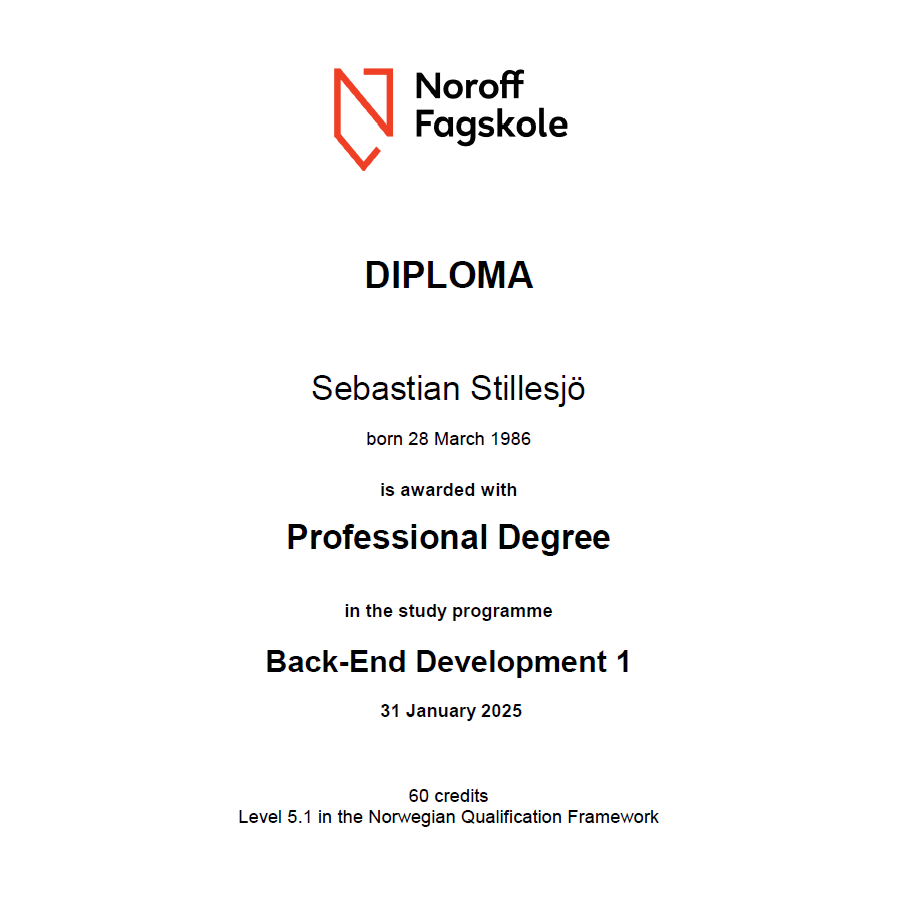 Noroff
Fagskole
DIPLOMA
Sebastian Stillesjö
born 28 March 1986
is awarded with
Professional Degree
in the study programme
Back-End Development 1
31 January 2025
60 credits
Level 5.1 in the Norwegian Qualification Framework